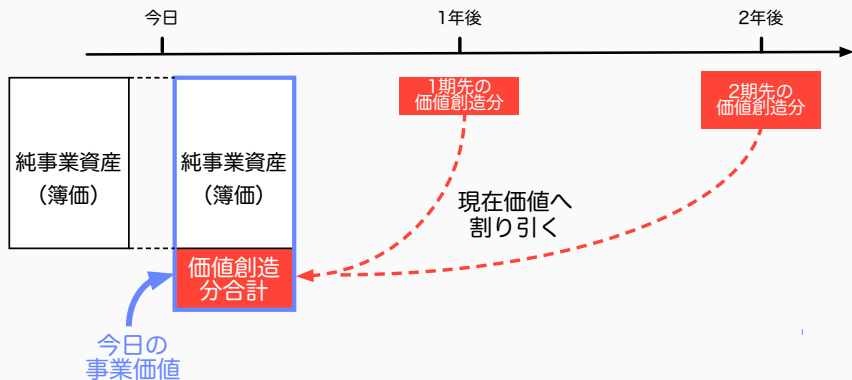 今日
1年後
2年後
純事業資産
（簿価）
純事業資産
（簿価）
価値創造
分合計
1期先の
価値創造分
2期先の
価値創造分
現在価値へ
割り引く
今日の
事業価値